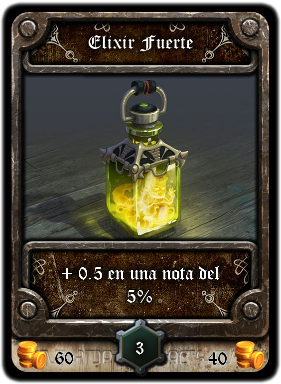 Elixir Fuerte
+ 0.5 en una nota del
5%
60 3 40